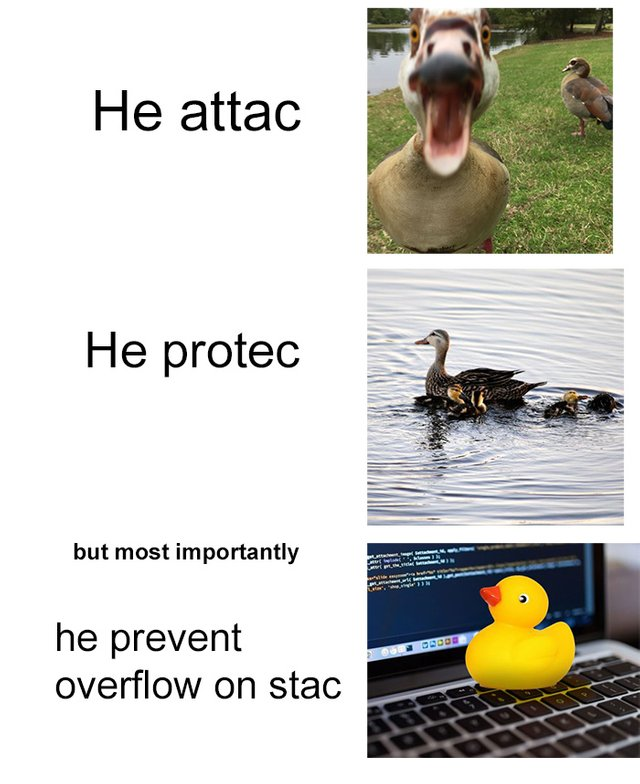 He attac
He protec
but most importantly
he prevent
overflow on stac